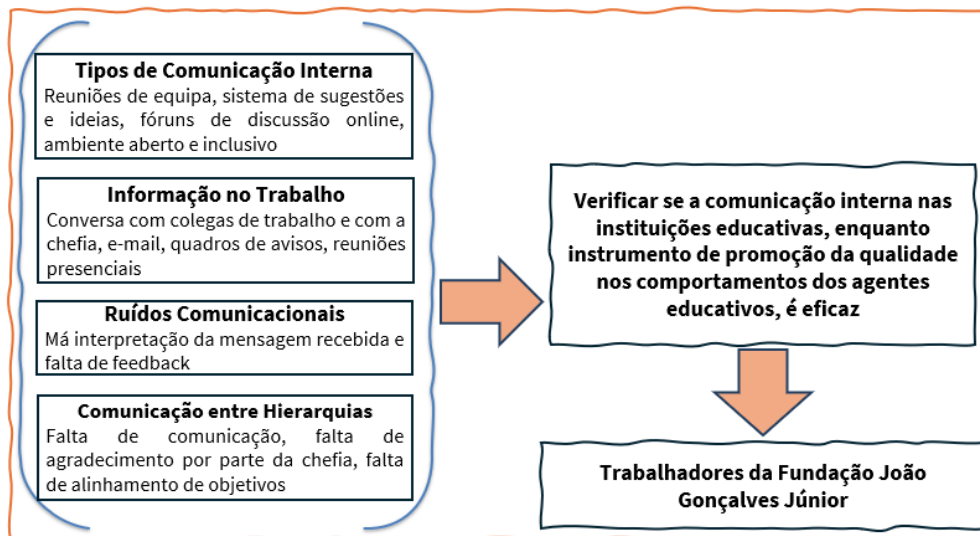 Tipos de Comunicação Interna
Reuniões de equipa, sistema de sugestões
e ideias, fóruns de discussão online,
ambiente aberto e inclusivo
Informação no Trabalho
Conversa com colegas de trabalho e com a
chefia, e-mail, quadros de avisos, reuniões
presenciais
Ruídos Comunicacionais
Má interpretação da mensagem recebida e
falta de feedback
Comunicação entre Hierarquias
Falta de comunicação, falta de
agradecimento por parte da chefia, falta
de alinhamento de objetivos
Verificar se a comunicação interna nas
instituições educativas, enquanto
instrumento de promoção da qualidade
nos comportamentos dos agentes
educativos, é eficaz
Trabalhadores da Fundação João
Gonçalves Júnior